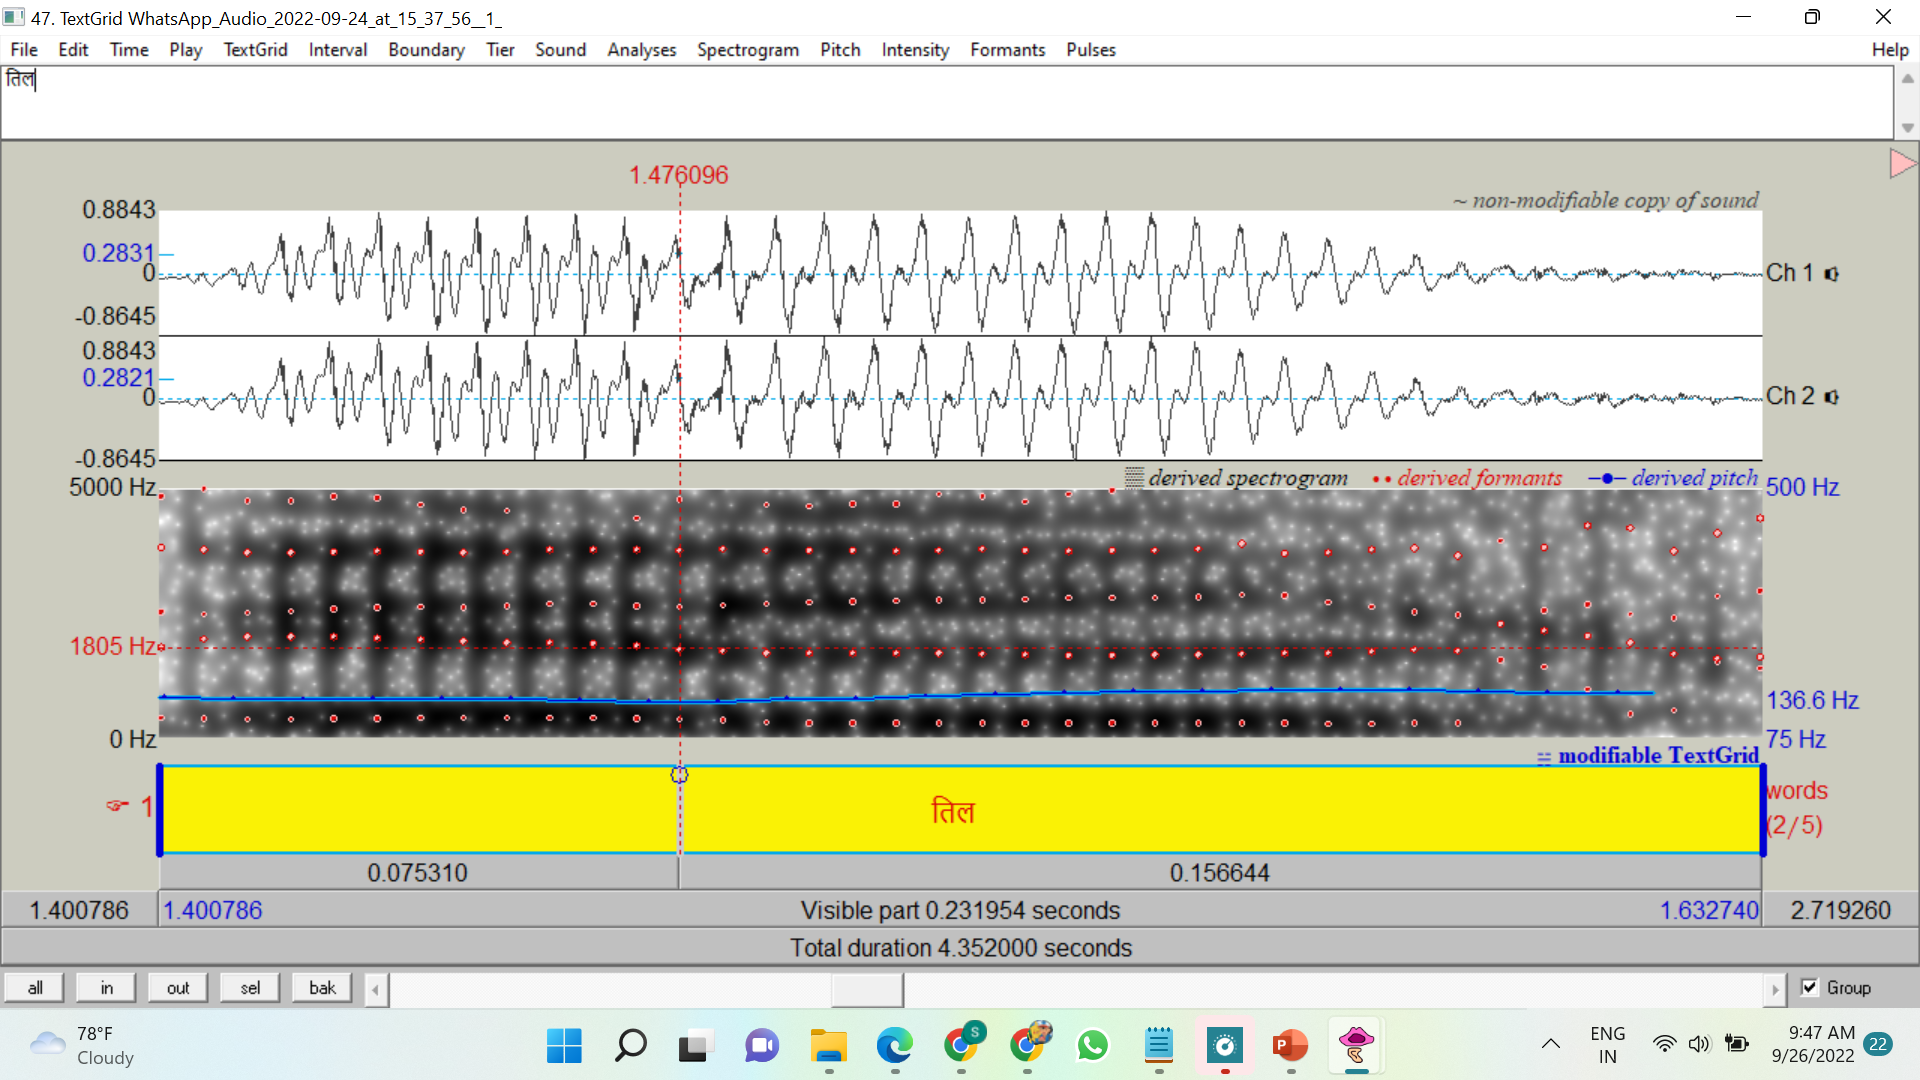 47. TextGrid WhatsApp_Audio_2022-09-24_at_15_37_56__1_
File Edit Time Play TextGrid Interval Boundary Tier Sound Analyses Spectrogram Pitch Intensity Formants Pulses Help
तिल
1.476096
~ non-modifiable copy of sound
0.8843
0.2831
0
-0.8645
Ch 1
0.8843
0.2821
0
-0.8645
Ch 2
derived spectrogram derived formants derived pitch
5000 Hz 500 Hz
1805 Hz
136.6 Hz
0 Hz 75 Hz
modifiable TextGrid
1 तिल words
(2/5)
0.075310 0.156644
1.400786 1.400786 Visible part 0.231954 seconds 1.632740 2.719260
Total duration 4.352000 seconds
all in out sel bak Group
78°F
Cloudy
S
P
ENG
IN
9:47 AM
9/26/2022
22